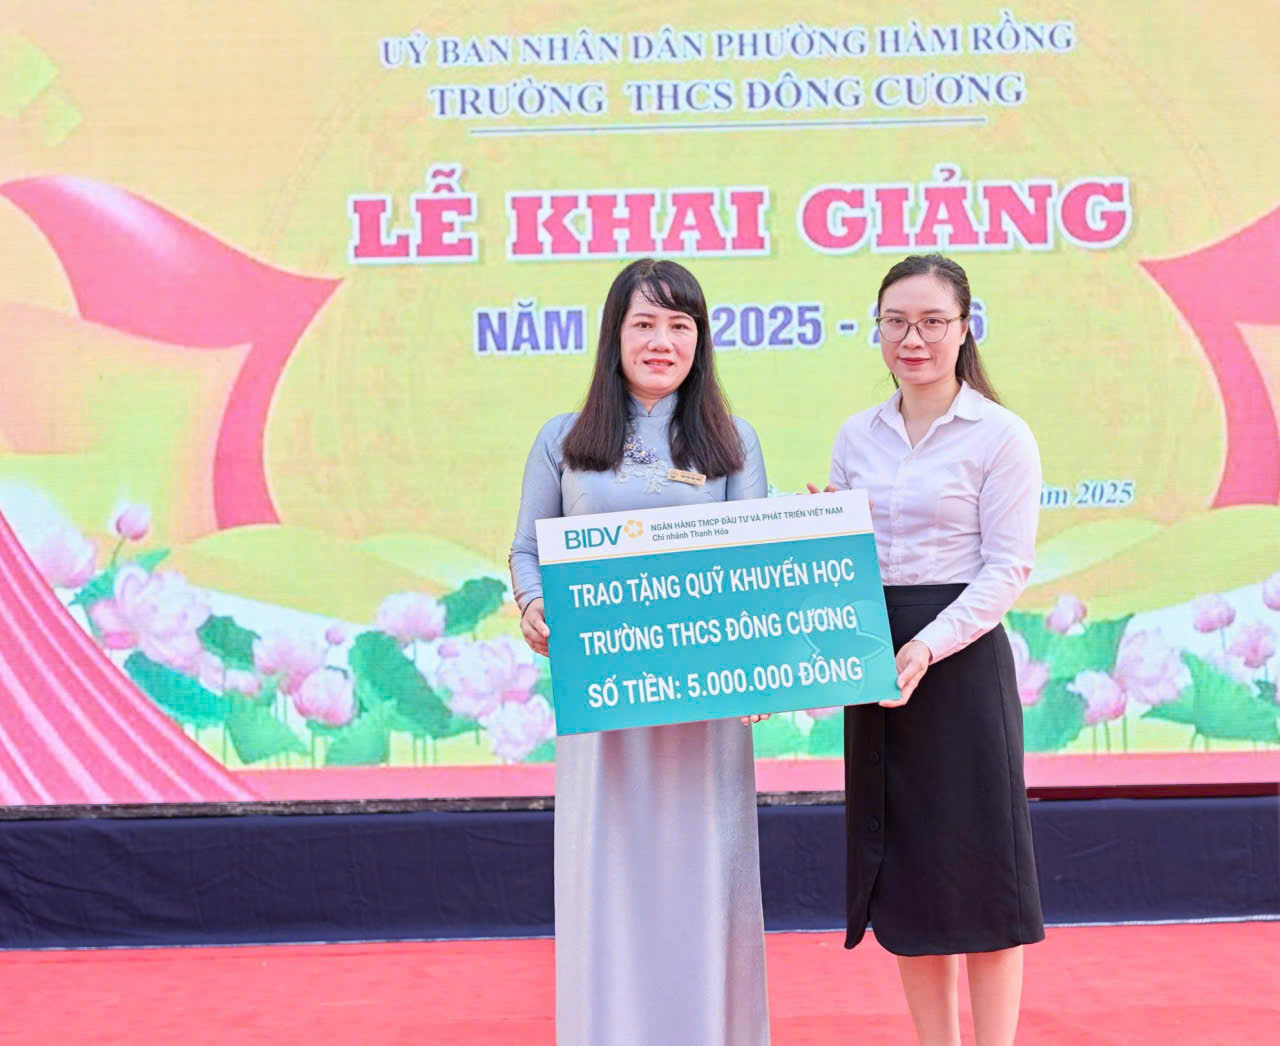 UỶ BAN NHÂN DÂN PHƯỜNG HÀM RỒNG
TRƯỜNG THCS ĐÔNG CƯƠNG
LỄ KHAI GIẢNG
NĂM 2025 -
2025
BIDV
NGÂN HÀNG TMCP ĐẦU TƯ VÀ PHÁT TRIỂN VIỆT NAM
Chi nhánh Thanh Hóa
TRAO TẶNG QUỸ KHUYẾN HỌC
TRƯỜNG THCS ĐÔNG CƯƠNG
SỐ TIỀN: 5.000.000 ĐỒNG